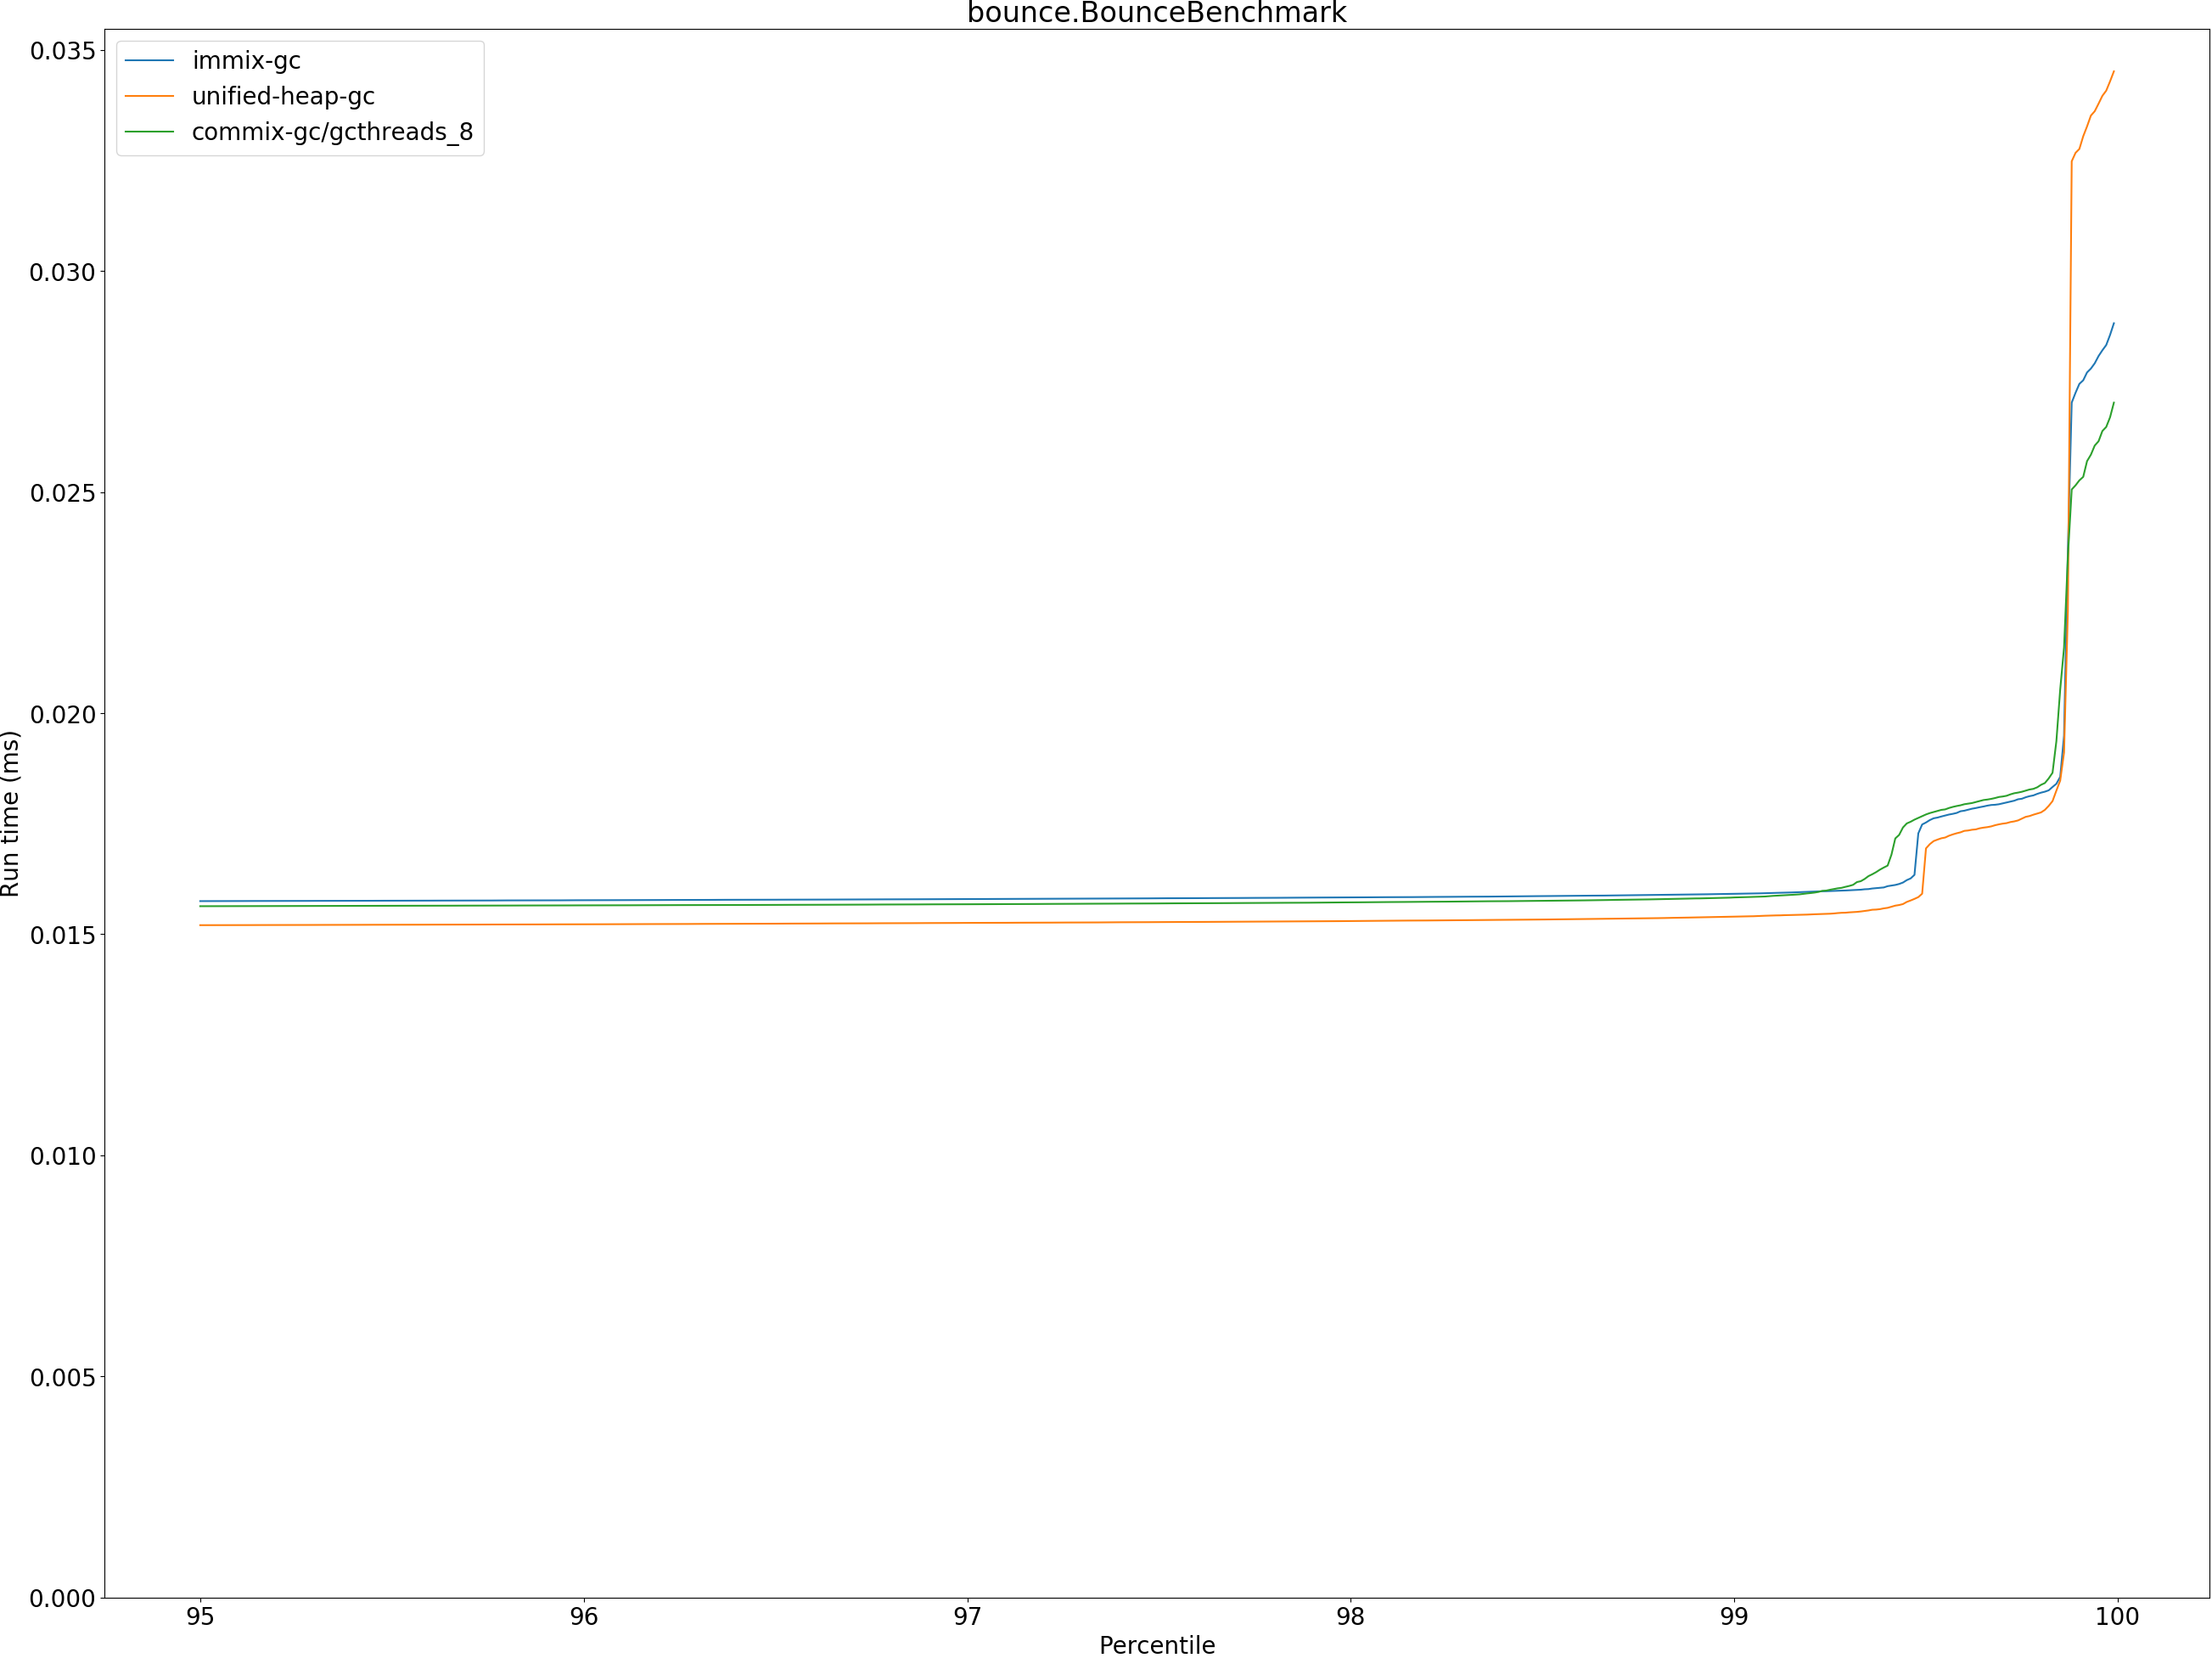 bounce.BounceBenchmark
immix-gc
unified-heap-gc
commix-gc/gcthreads_8
0.035
0.030
0.025
0.020
0.015
0.010
0.005
0.000
Run time (ms)
95 96 97 98 99 100
Percentile